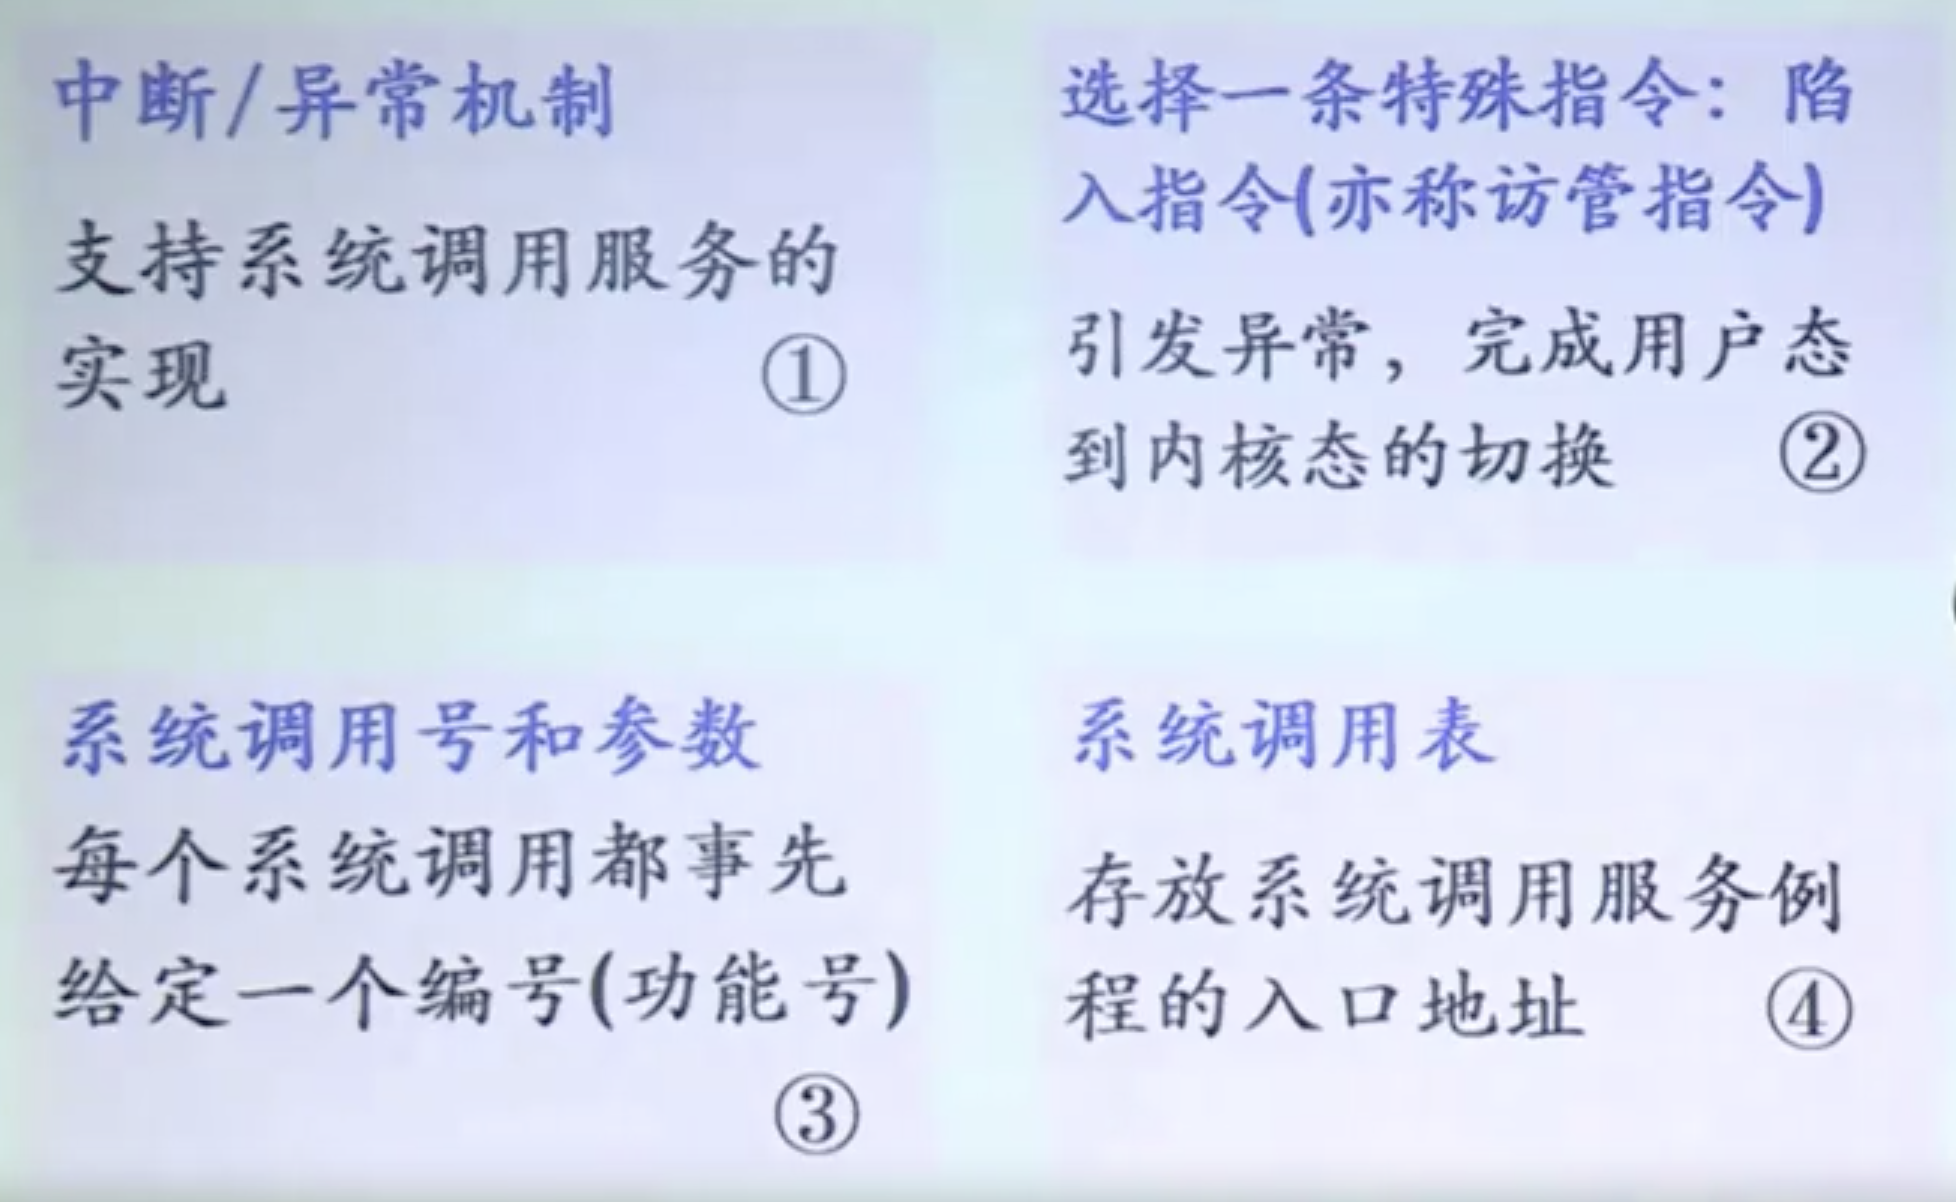 中断/异常机制
支持系统调用服务的
实现 ①
选择一条特殊指令：陷
入指令(亦称访管指令)
引发异常，完成用户态
到内核态的切换 ②
系统调用号和参数
每个系统调用都事先
给定一个编号(功能号)
③
系统调用表
存放系统调用服务例
程的入口地址 ④